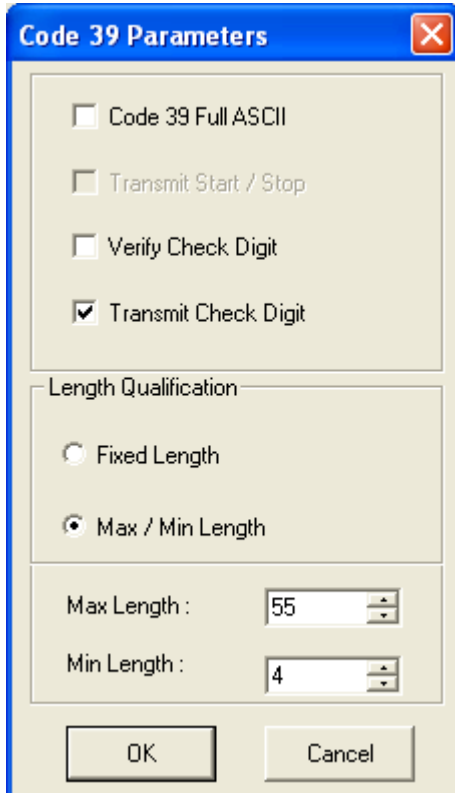 Code 39 Parameters
Code 39 Full ASCII
Transmit Start / Stop
Verify Check Digit
Transmit Check Digit
Length Qualification
Fixed Length
Max / Min Length
Max Length : 55
Min Length : 4
OK Cancel